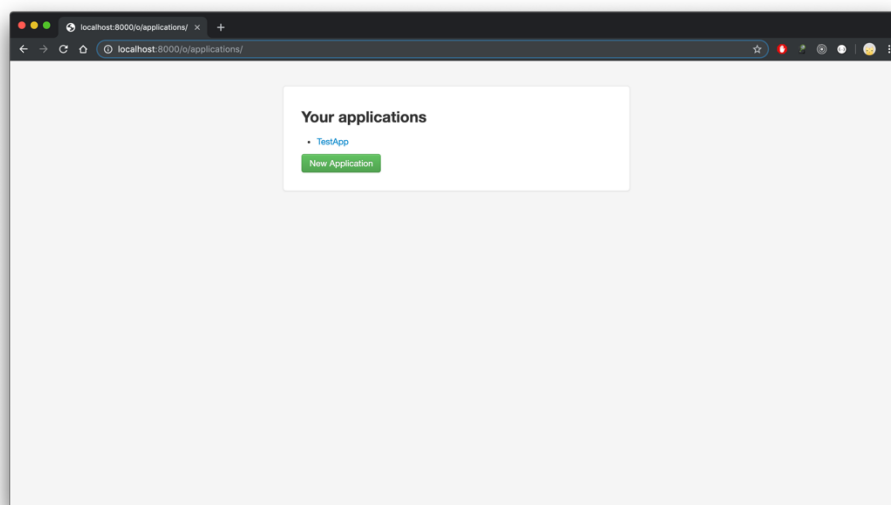 localhost:8000/o/applications/
localhost:8000/o/applications/
Your applications
TestApp
New Application